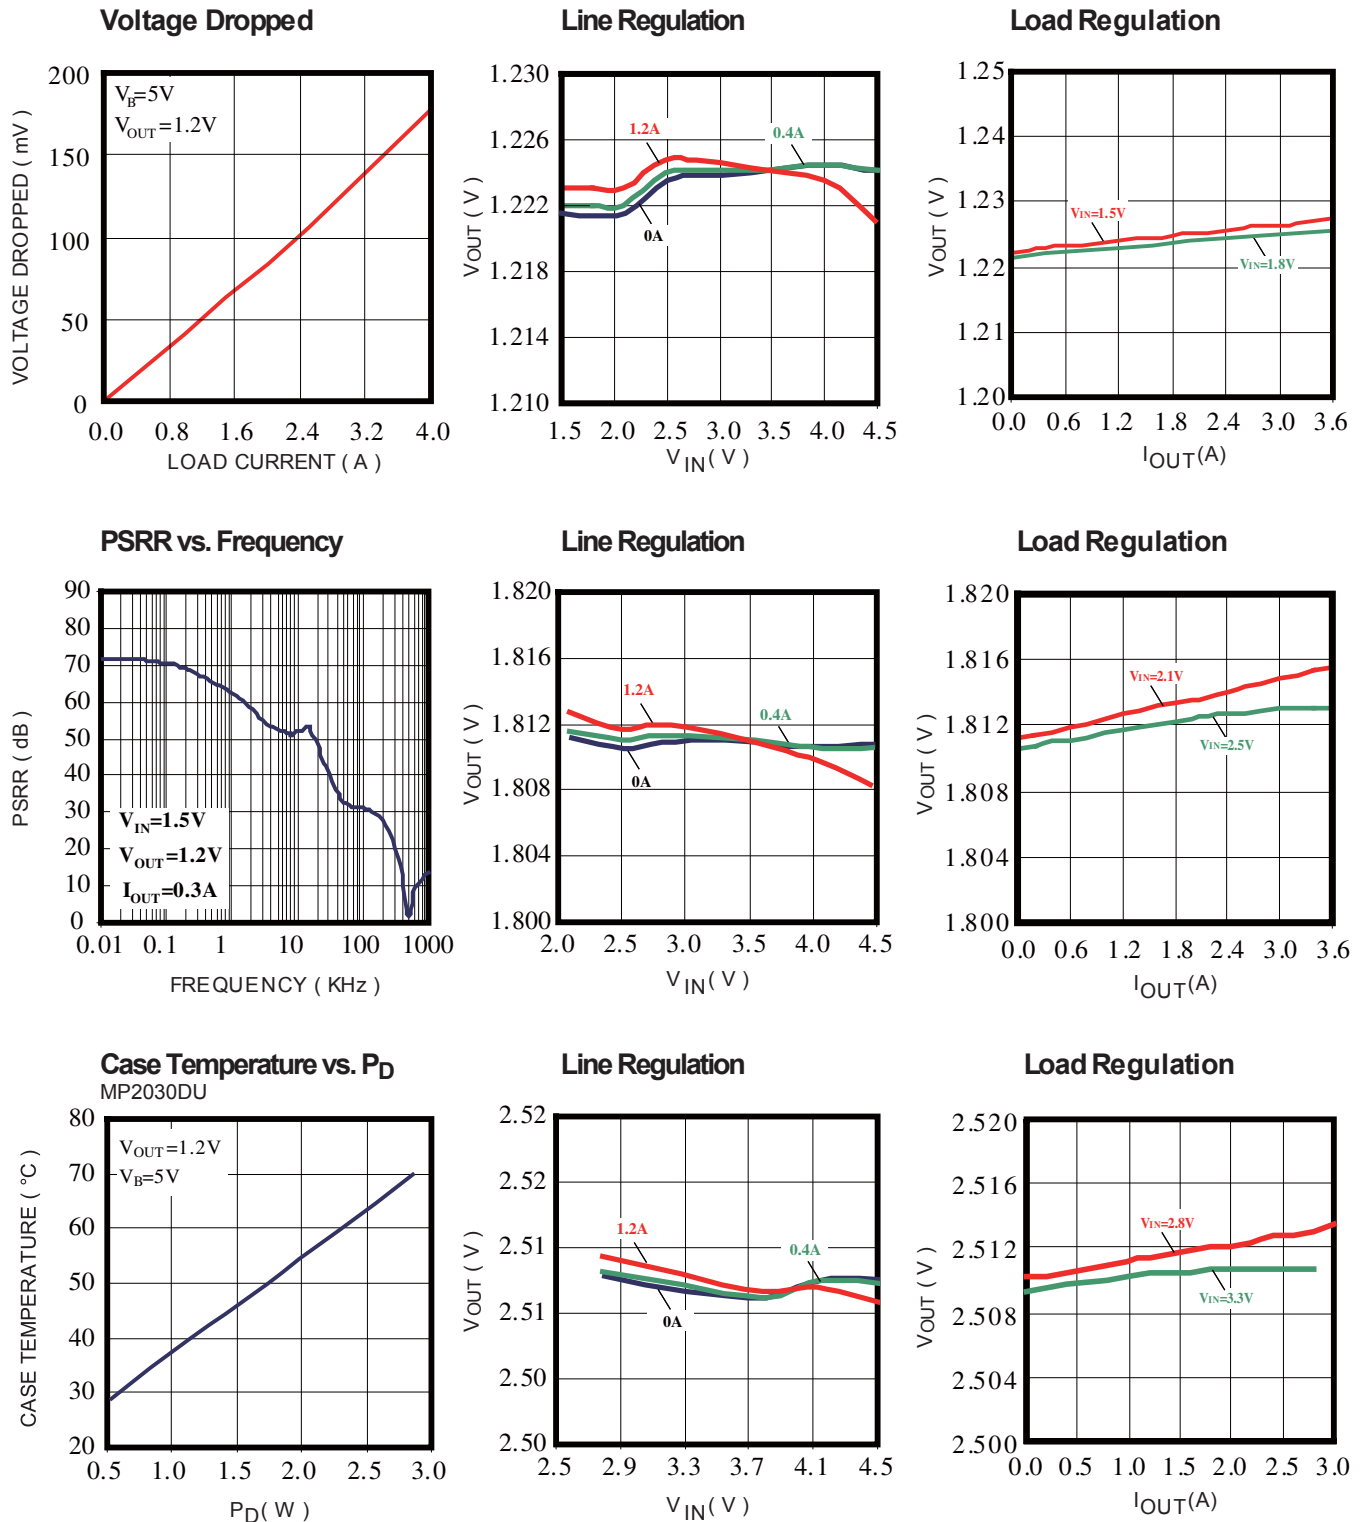 Voltage Dropped
VOLTAGE DROPPED ( mV )
200
150
100
50
0
VB=5V
VOUT=1.2V
0.0 0.8 1.6 2.4 3.2 4.0
LOAD CURRENT ( A )
Line Regulation
VOUT ( V )
1.230
1.226
1.222
1.218
1.214
1.210
1.2A
0.4A
0A
1.5 2.0 2.5 3.0 3.5 4.0 4.5
VIN ( V )
Load Regulation
VOUT ( V )
1.25
1.24
1.23
1.22
1.21
1.20
VIN=1.5V
VIN=1.8V
0.0 0.6 1.2 1.8 2.4 3.0 3.6
IOUT(A)
PSRR vs. Frequency
PSRR ( dB )
90
80
70
60
50
40
30
20
10
0
VIN=1.5V
VOUT=1.2V
IOUT=0.3A
0.01 0.1 1 10 100 1000
FREQUENCY ( KHz )
Line Regulation
VOUT ( V )
1.820
1.816
1.812
1.808
1.804
1.800
1.2A
0.4A
0A
2.0 2.5 3.0 3.5 4.0 4.5
VIN ( V )
Load Regulation
VOUT ( V )
1.820
1.816
1.812
1.808
1.804
1.800
VIN=2.1V
VIN=2.5V
0.0 0.6 1.2 1.8 2.4 3.0 3.6
IOUT(A)
Case Temperature vs. PD
MP2030DU
CASE TEMPERATURE ( °C )
80
70
60
50
40
30
20
VOUT=1.2V
VB=5V
0.5 1.0 1.5 2.0 2.5 3.0
PD ( W )
Line Regulation
VOUT ( V )
2.52
2.52
2.51
2.51
2.50
2.50
1.2A
0.4A
0A
2.5 2.9 3.3 3.7 4.1 4.5
VIN ( V )
Load Regulation
VOUT ( V )
2.520
2.516
2.512
2.508
2.504
2.500
VIN=2.8V
VIN=3.3V
0.0 0.5 1.0 1.5 2.0 2.5 3.0
IOUT(A)